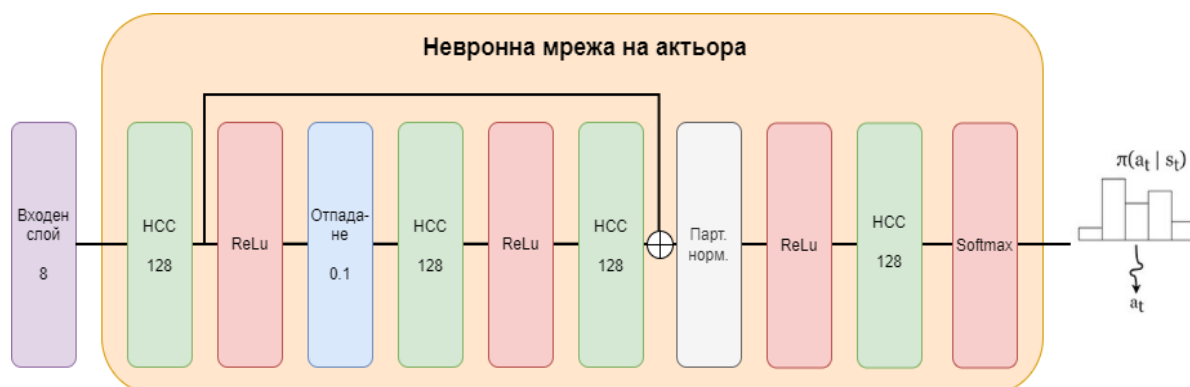 Невронна мрежа на актьора
Входен
слой
8
НСС
128
ReLu
Отпада-
не
0.1
НСС
128
ReLu
НСС
128
Парт.
норм.
ReLu
НСС
128
Softmax
π(aₜ | sₜ)
aₜ